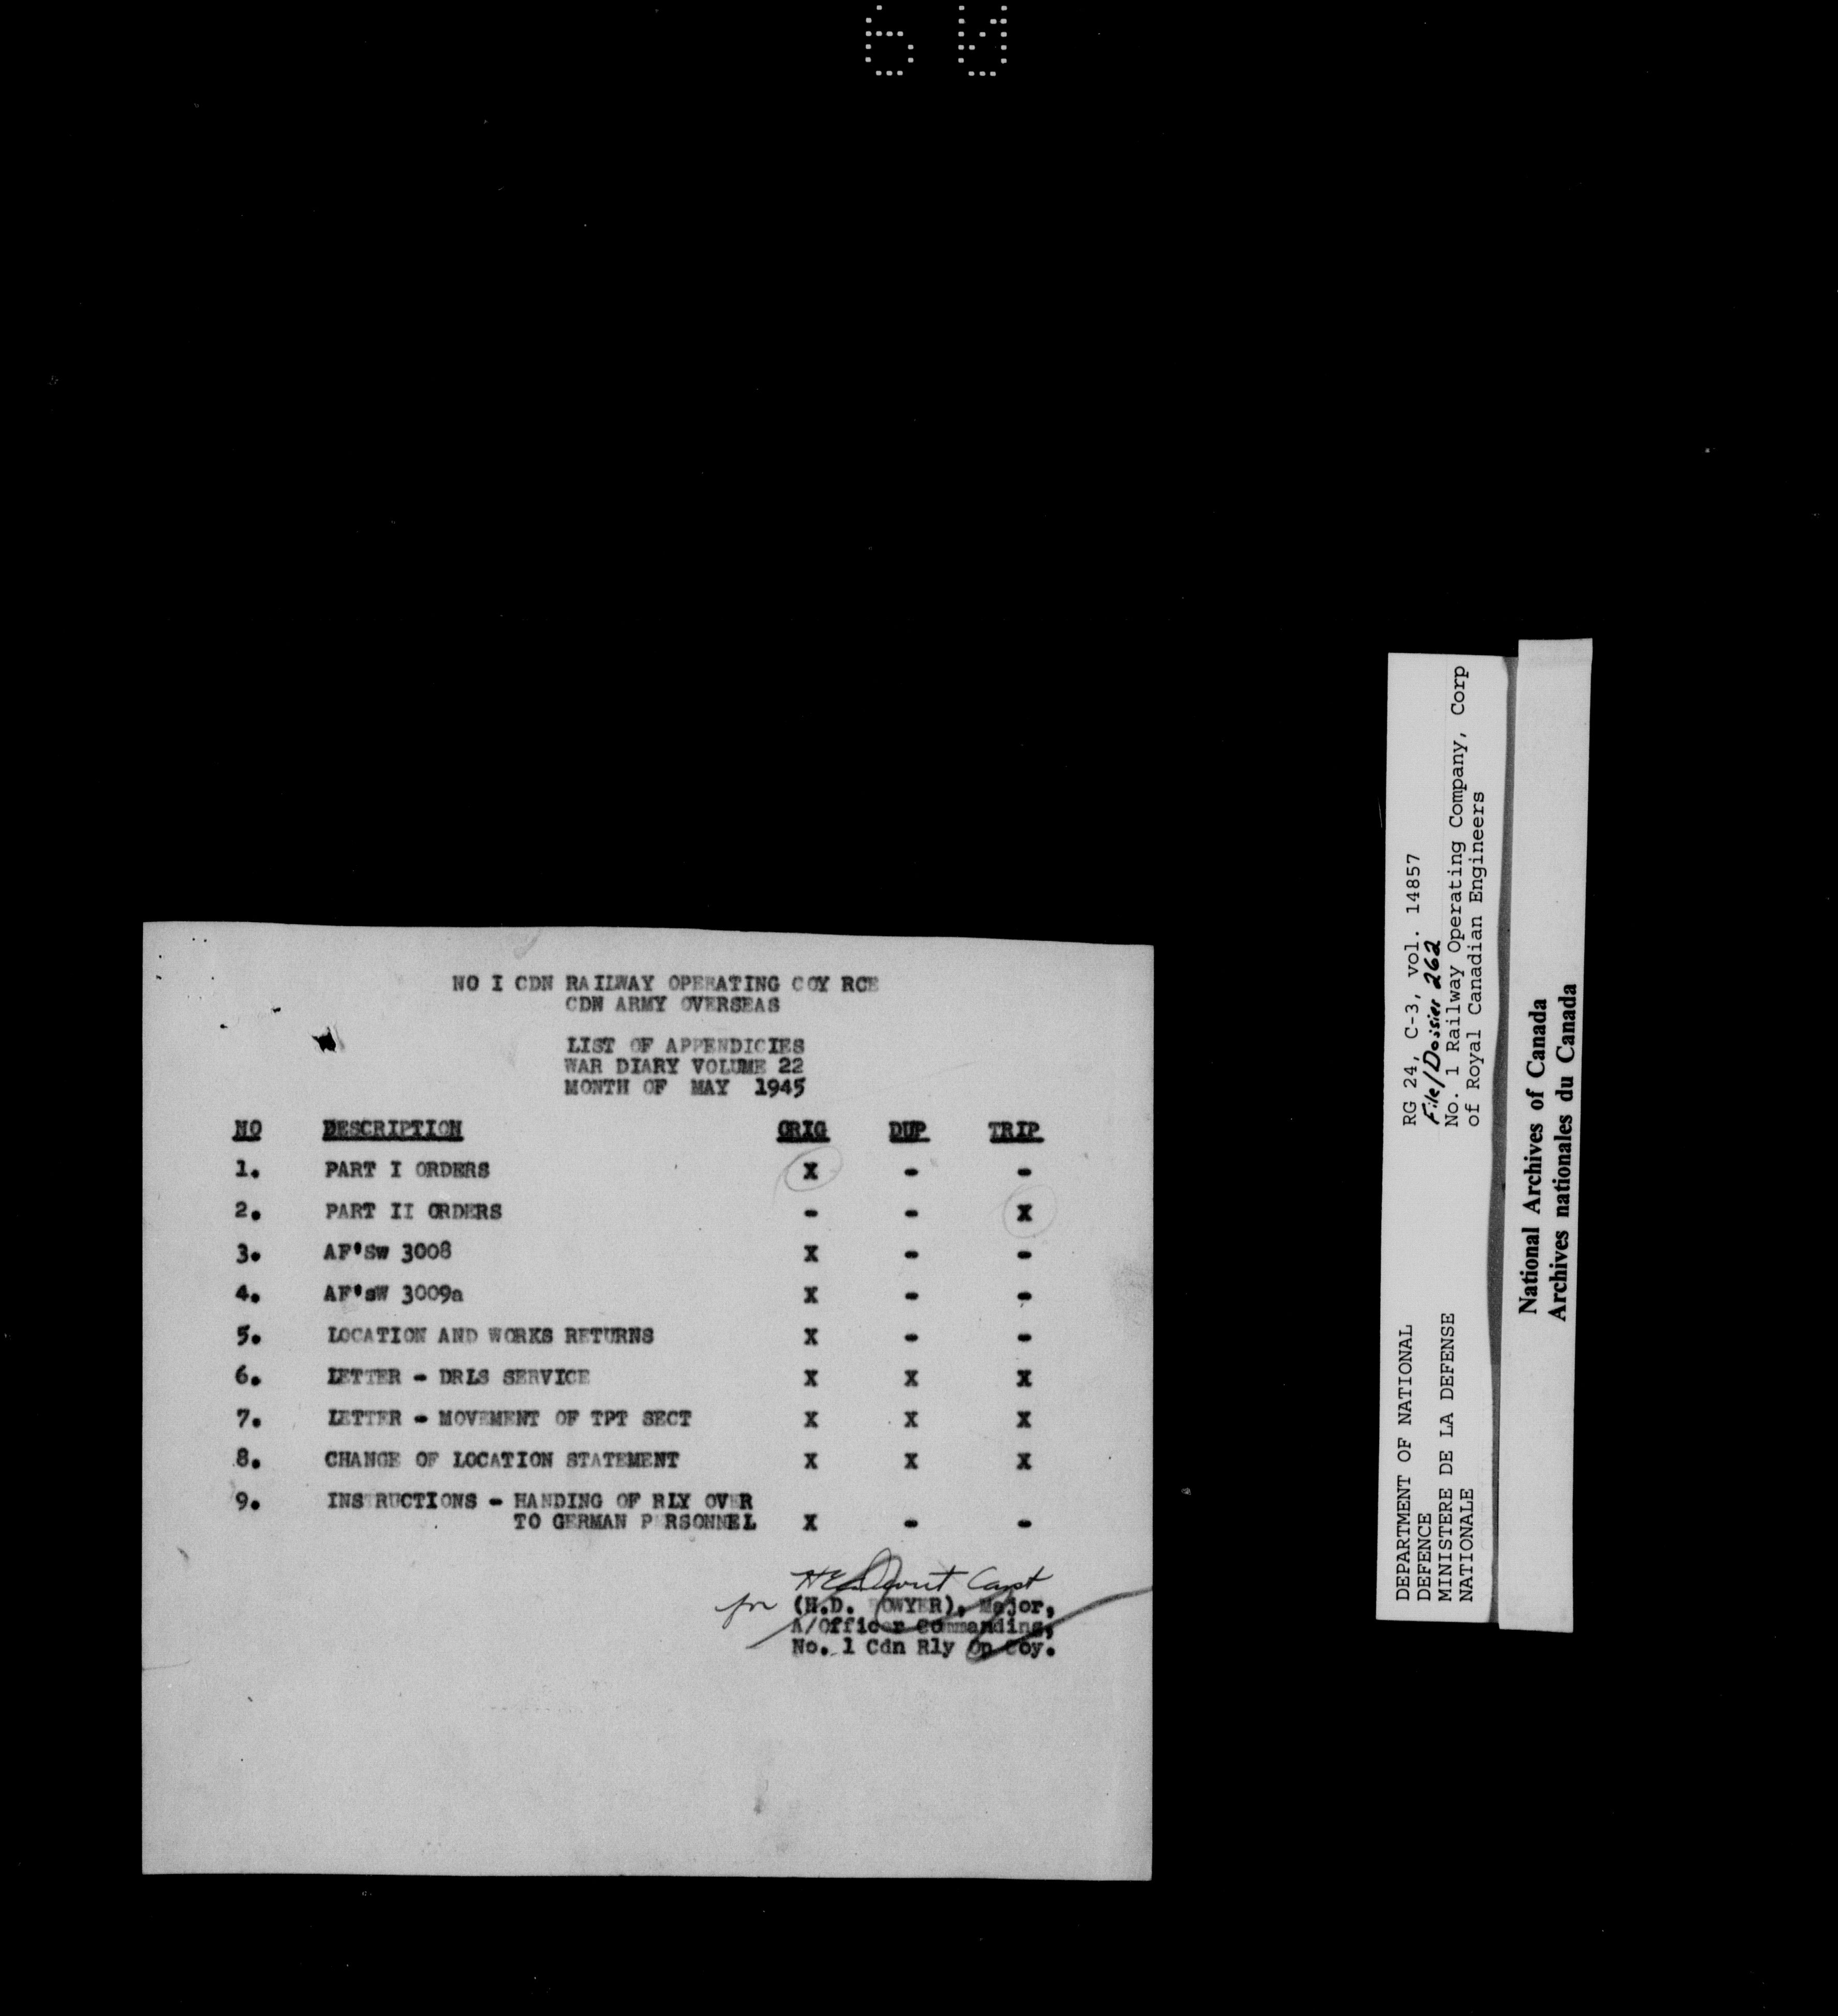 NO I CDN RAILWAY OPERATING COY RCE
CDN ARMY OVERSEAS
LIST OF APPENDICIES
WAR DIARY VOLUME 22
MONTH OF MAY 1945
NO DESCRIPTION ORIG DUP TRIP
1. PART I ORDERS X - -
2. PART II ORDERS - - X
3. AF'Sw 3008 X - -
4. AF'sW 3009a X - -
5. LOCATION AND WORKS RETURNS X - -
6. LETTER - DRLS SERVICE X X X
7. LETTER - MOVEMENT OF TPT SECT X X X
8. CHANGE OF LOCATION STATEMENT X X X
9. INSTRUCTIONS - HANDING OF RLY OVER
TO GERMAN PERSONNEL X - -
Capt
for (H.D. Major,
A/Officer Commanding,
No. 1 Cdn Rly Op Coy.
DEPARTMENT OF NATIONAL
DEFENCE
MINISTERE DE LA DEFENSE
NATIONALE
RG 24, C-3, vol. 14857
File/Dossier 262
No. 1 Railway Operating Company, Corp
of Royal Canadian Engineers
National Archives of Canada
Archives nationales du Canada